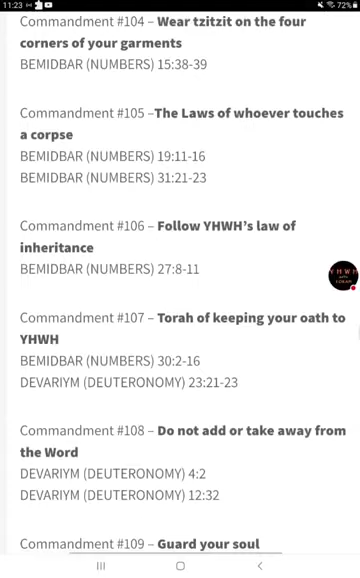 11:23
72%
Commandment #104 – Wear tzitzit on the four
corners of your garments
BEMIDBAR (NUMBERS) 15:38-39
Commandment #105 –The Laws of whoever touches
a corpse
BEMIDBAR (NUMBERS) 19:11-16
BEMIDBAR (NUMBERS) 31:21-23
Commandment #106 – Follow YHWH’s law of
inheritance
BEMIDBAR (NUMBERS) 27:8-11
YHWH
Commandment #107 – Torah of keeping your oath to
YHWH
BEMIDBAR (NUMBERS) 30:2-16
DEVARIYM (DEUTERONOMY) 23:21-23
Commandment #108 – Do not add or take away from
the Word
DEVARIYM (DEUTERONOMY) 4:2
DEVARIYM (DEUTERONOMY) 12:32
Commandment #109 – Guard your soul